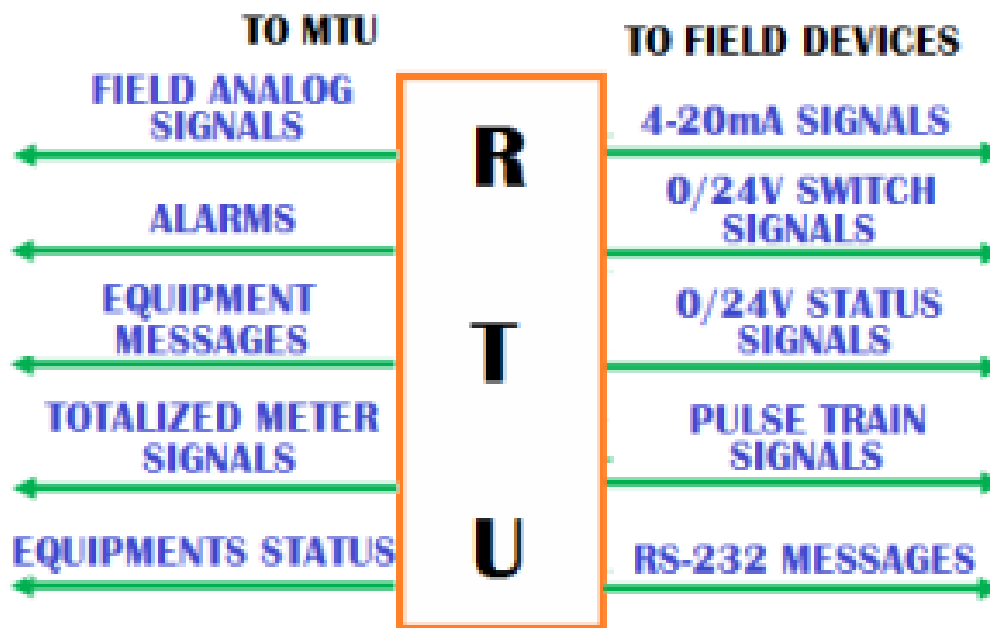 TO MTU
FIELD ANALOG
SIGNALS
ALARMS
EQUIPMENT
MESSAGES
TOTALIZED METER
SIGNALS
EQUIPMENTS STATUS
R
T
U
TO FIELD DEVICES
4-20mA SIGNALS
0/24V SWITCH
SIGNALS
0/24V STATUS
SIGNALS
PULSE TRAIN
SIGNALS
RS-232 MESSAGES